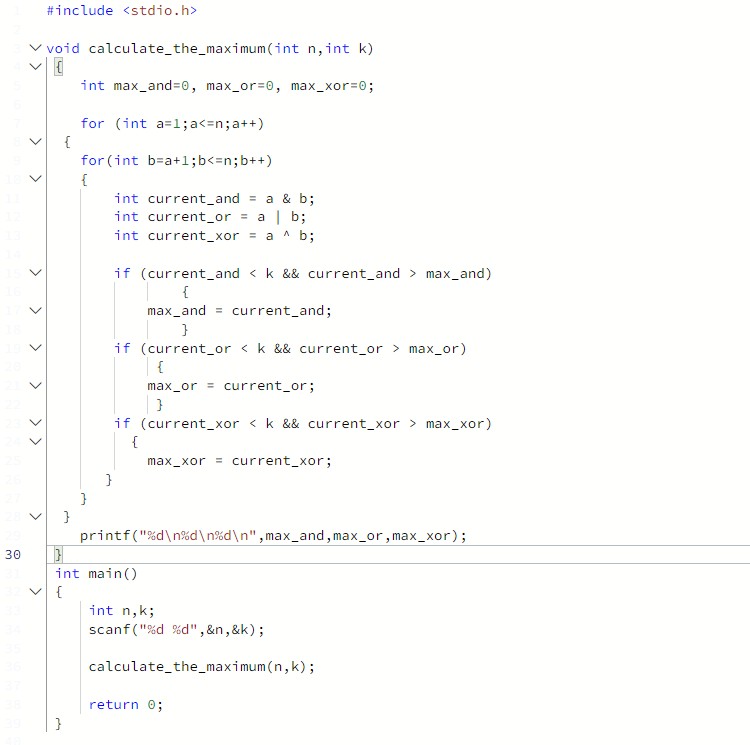 #include <stdio.h>
void calculate_the_maximum(int n,int k)
{
int max_and=0, max_or=0, max_xor=0;
for (int a=1;a<=n;a++)
{
for(int b=a+1;b<=n;b++)
{
int current_and = a & b;
int current_or = a | b;
int current_xor = a ^ b;
if (current_and < k && current_and > max_and)
{
max_and = current_and;
}
if (current_or < k && current_or > max_or)
{
max_or = current_or;
}
if (current_xor < k && current_xor > max_xor)
{
max_xor = current_xor;
}
}
}
printf("%d\n%d\n%d\n",max_and,max_or,max_xor);
30 }
int main()
{
int n,k;
scanf("%d %d",&n,&k);
calculate_the_maximum(n,k);
return 0;
}